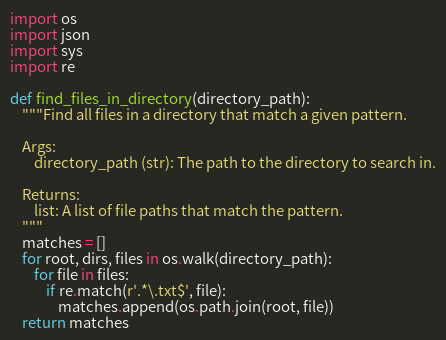 import os
import json
import sys
import re

def find_files_in_directory(directory_path):
    """Find all files in a directory that match a given pattern.

    Args:
        directory_path (str): The path to the directory to search in.

    Returns:
        list: A list of file paths that match the pattern.
    """
    matches = []
    for root, dirs, files in os.walk(directory_path):
        for file in files:
            if re.match(r'.*\.txt$', file):
                matches.append(os.path.join(root, file))
    return matches